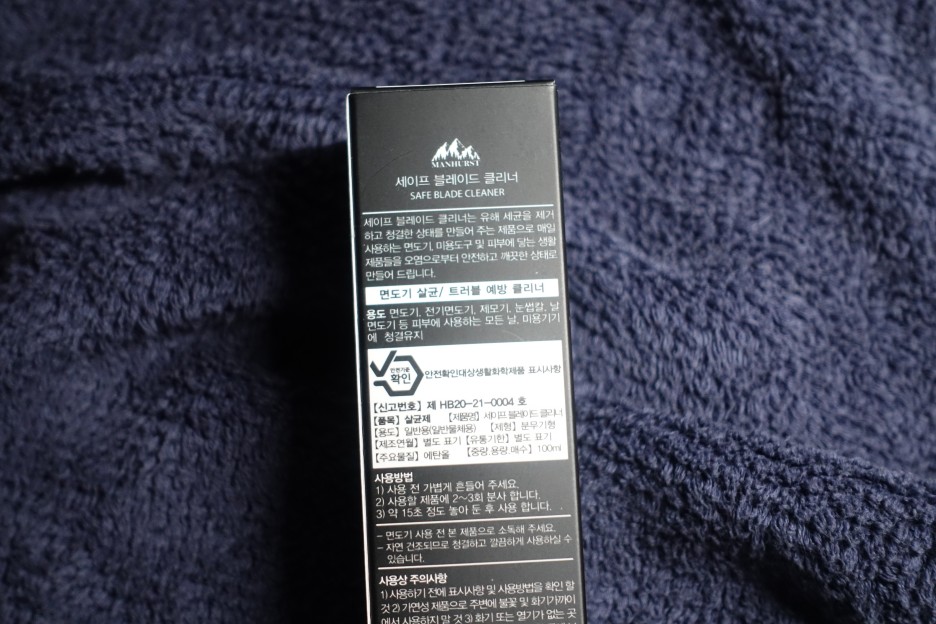 MANHURST
세이프 블레이드 클리너
SAFE BLADE CLEANER
세이프 블레이드 클리너는 유해 세균을 제거
하고 청결한 상태를 만들어 주는 제품으로 매일
사용하는 면도기, 미용도구 및 피부에 닿는 생활
제품들을 오염으로부터 안전하고 깨끗한 상태로
만들어 드립니다.
면도기 살균/ 트러블 예방 클리너
용도 면도기, 전기면도기, 제모기, 눈썹칼, 날
면도기 등 피부에 사용하는 모든 날, 미용기기
에 청결유지
안전기준
확인
안전확인대상생활화학제품 표시사항
【신고번호】 제 HB20-21-0004 호
【품목】 살균제 【제품명】 세이프블레이드 클리너
【용도】 일반용(일반물체용) 【제형】 분무기형
【제조연월】 별도 표기 【유통기한】 별도 표기
【주요물질】 에탄올 【중량.용량.매수】 100ml
사용방법
1) 사용 전 가볍게 흔들어 주세요.
2) 사용할 제품에 2~3회 분사 합니다.
3) 약 15초 정도 놓아 둔 후 사용 합니다.
- 면도기 사용 전 본 제품으로 소독해 주세요.
- 자연 건조되므로 청결하고 깔끔하게 사용하실 수
있습니다.
사용상 주의사항
1) 사용하기 전에 표시사항 및 사용방법을 확인 할
것 2) 가연성 제품으로 주변에 불꽃 및 화기가까이
에서 사용하지 말 것 3) 화기 또는 열기가 없는 곳